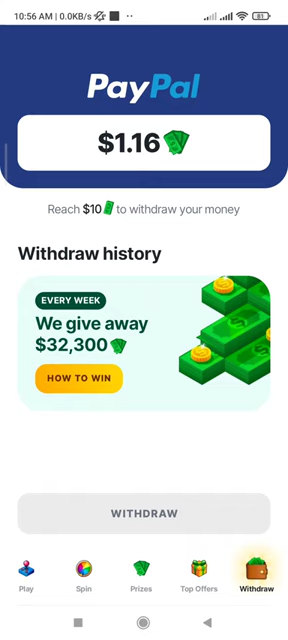 10:56 AM | 0.0KB/s
81
PayPal
$1.16
Reach $10 to withdraw your money
Withdraw history
EVERY WEEK
We give away
$32,300
HOW TO WIN
WITHDRAW
Play Spin Prizes Top Offers Withdraw